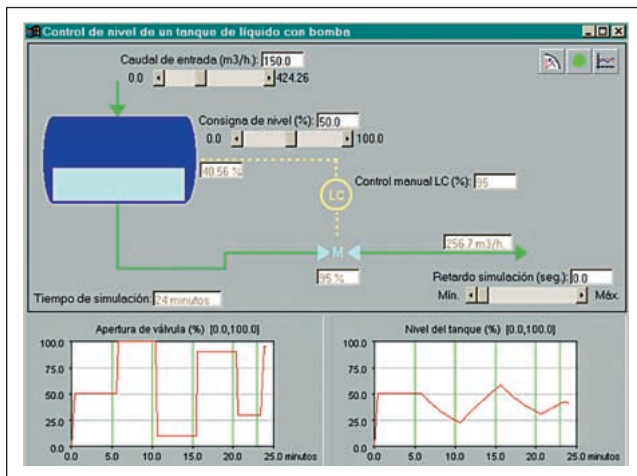 Control de nivel de un tanque de líquido con bomba
Caudal de entrada (m3/h.): 150.0
0.0 424.26
Consigna de nivel (%): 50.0
0.0 100.0
40.56 %
Control manual LC (%): 95
LC
M
256.7 m3/h.
95 %
Retardo simulación (seg.): 0.0
Tiempo de simulación: 24 minutos
Mín. Máx.
Apertura de válvula (%) [0.0,100.0]
100.0
75.0
50.0
25.0
0.0
0.0 5.0 10.0 15.0 20.0 25.0 minutos
Nivel del tanque (%) [0.0,100.0]
100.0
75.0
50.0
25.0
0.0
0.0 5.0 10.0 15.0 20.0 25.0 minutos